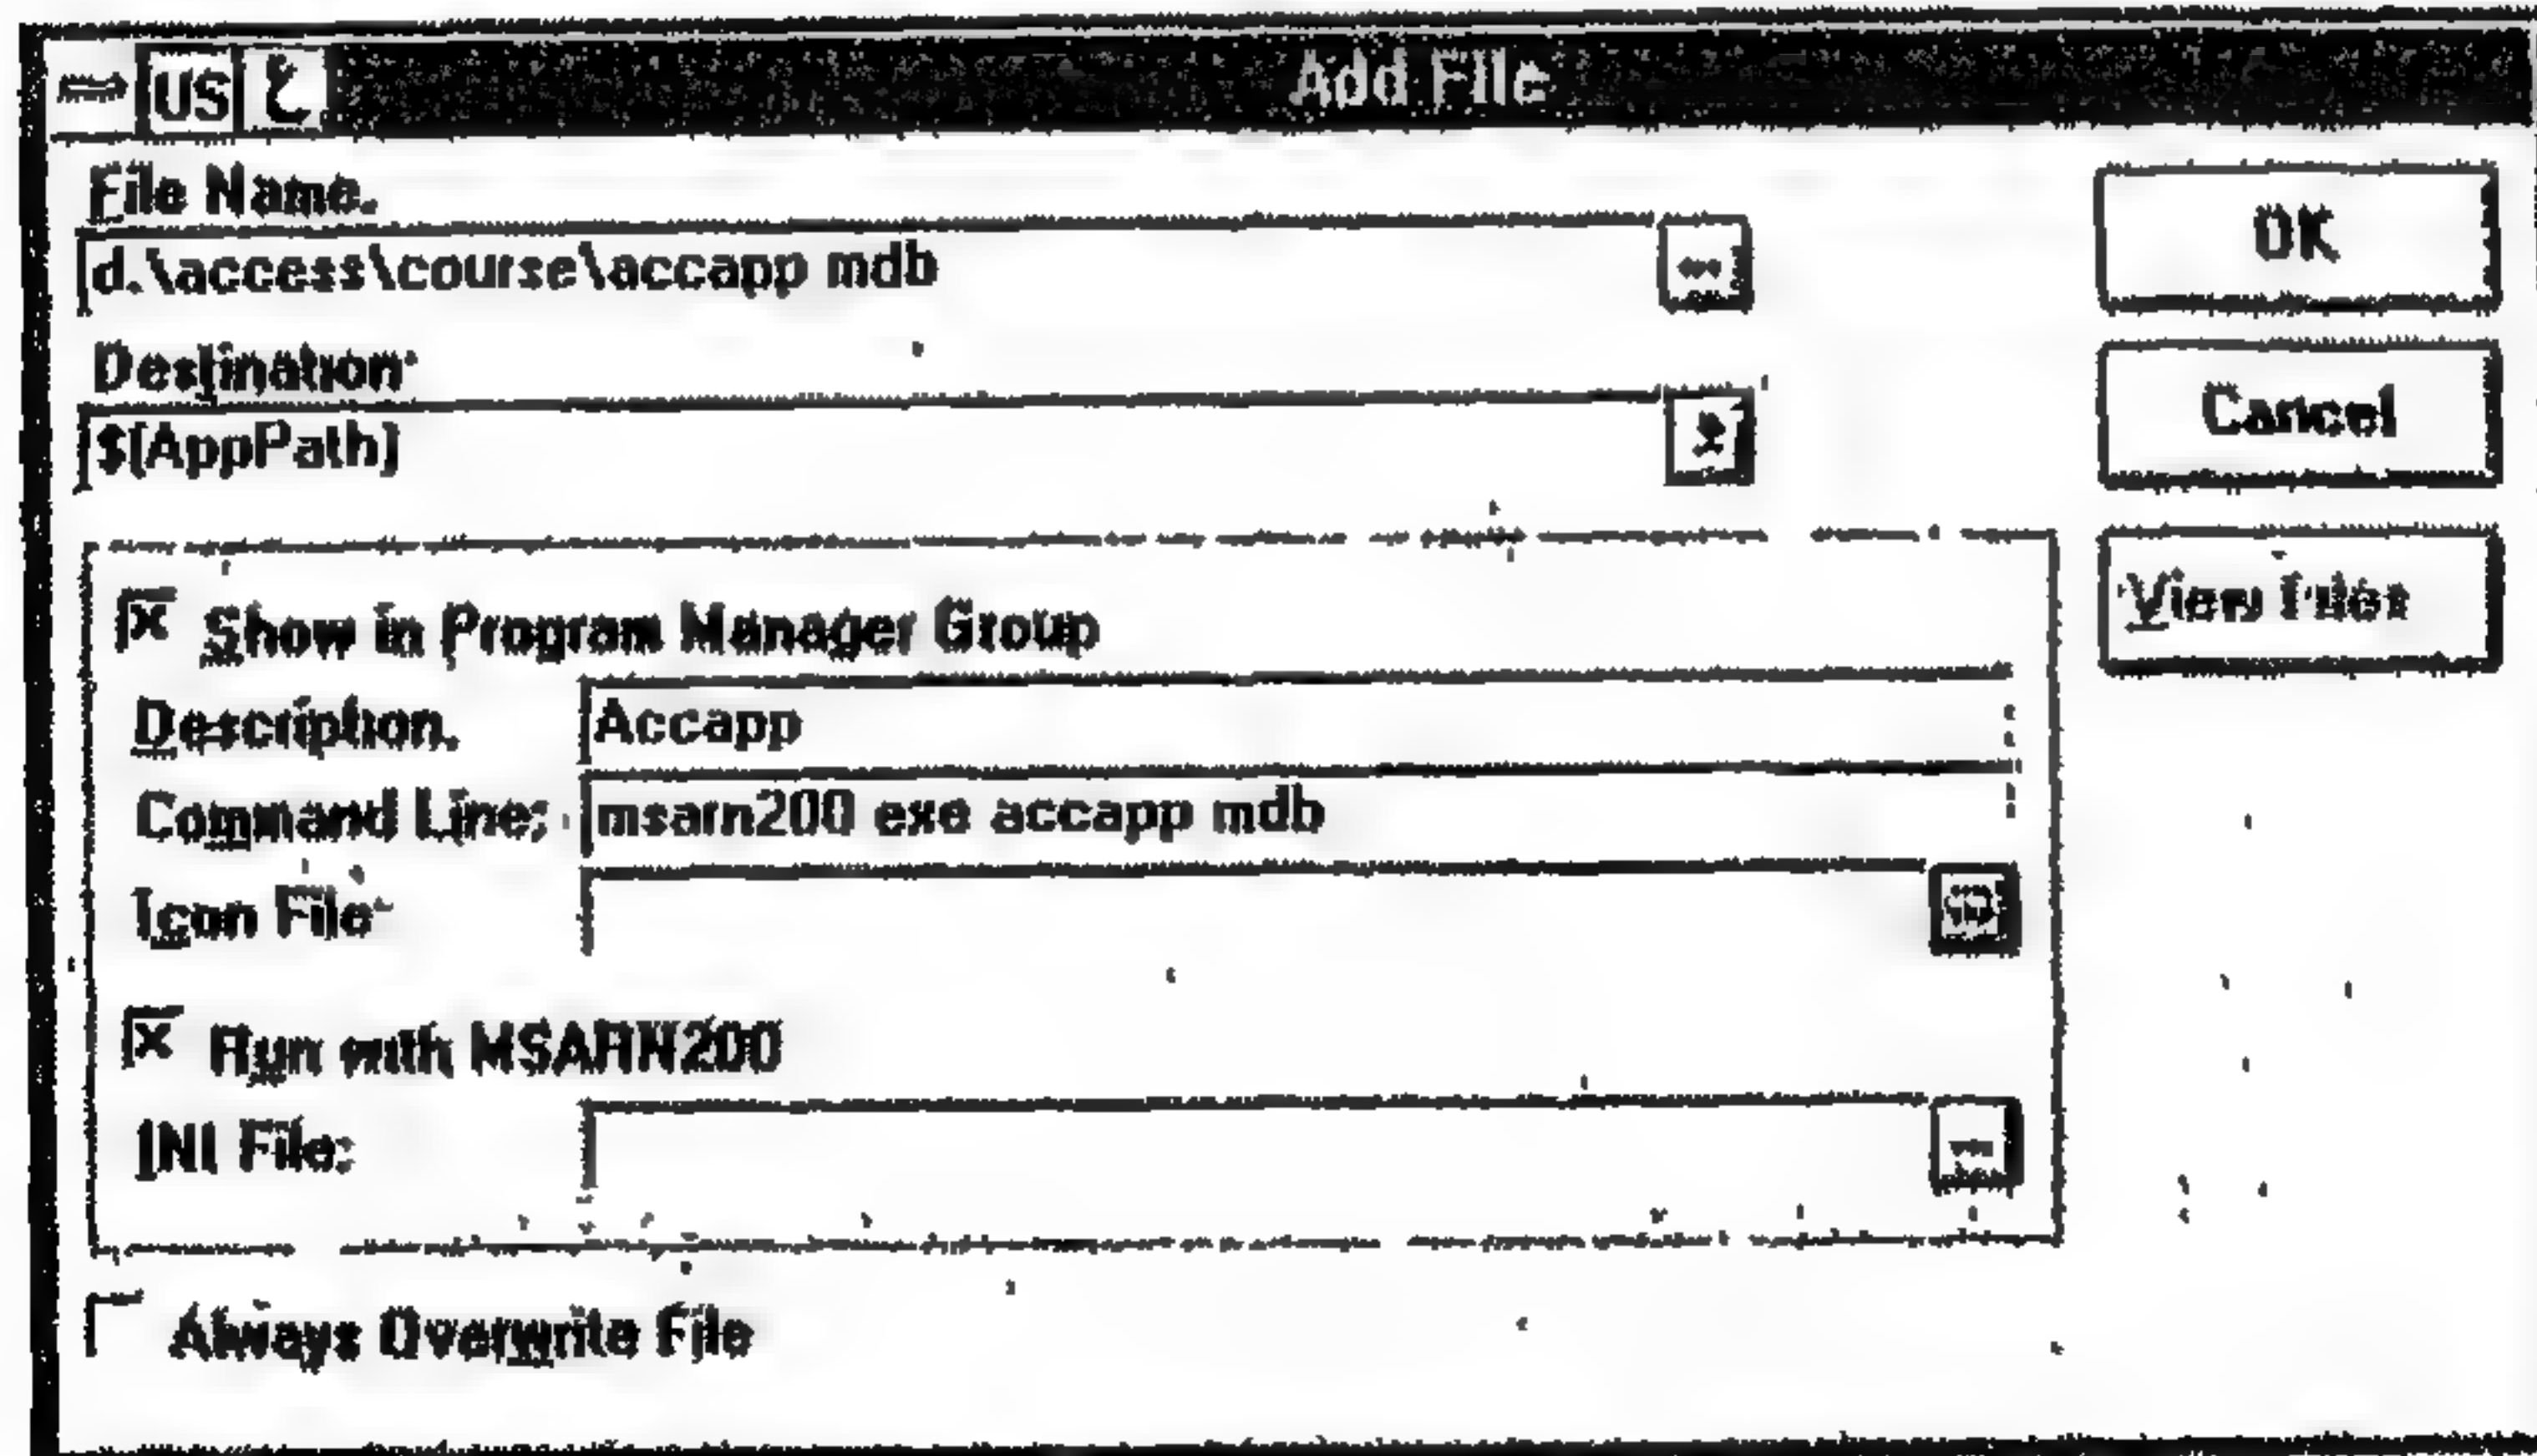 US ع Add File
File Name.
d.\access\course\accapp mdb
OK
Destination:
$(AppPath)
Cancel
View Files
Show in Program Manager Group
Description.
Accapp
Command Line:
msarn200 exe accapp mdb
Icon File:
Run with MSARN200
INI File:
Always Overwrite File